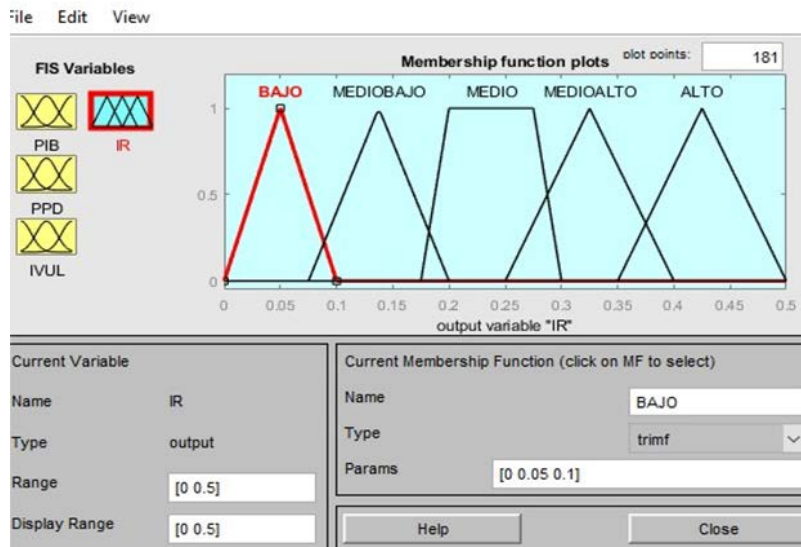 File Edit View
FIS Variables
PIB IR
PPD
IVUL
Membership function plots plot points: 181
BAJO MEDIOBAJO MEDIO MEDIOALTO ALTO
1
0.5
0
0 0.05 0.1 0.15 0.2 0.25 0.3 0.35 0.4 0.45 0.5
output variable "IR"
Current Variable
Name IR
Type output
Range [0 0.5]
Display Range [0 0.5]
Current Membership Function (click on MF to select)
Name BAJO
Type trimf
Params [0 0.05 0.1]
Help Close